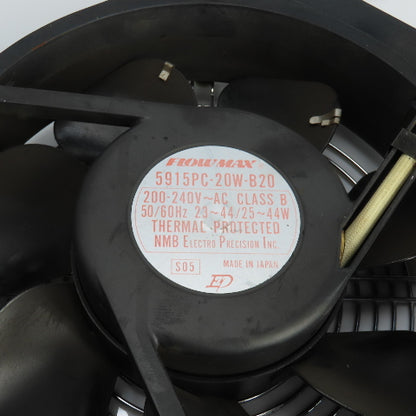 FLOWMAX
5915PC-20W-B20
200-240V~AC CLASS B
50/60Hz 23~44/25~44W
THERMAL PROTECTED
NMB ELECTRO PRECISION INC.
S05 MADE IN JAPAN